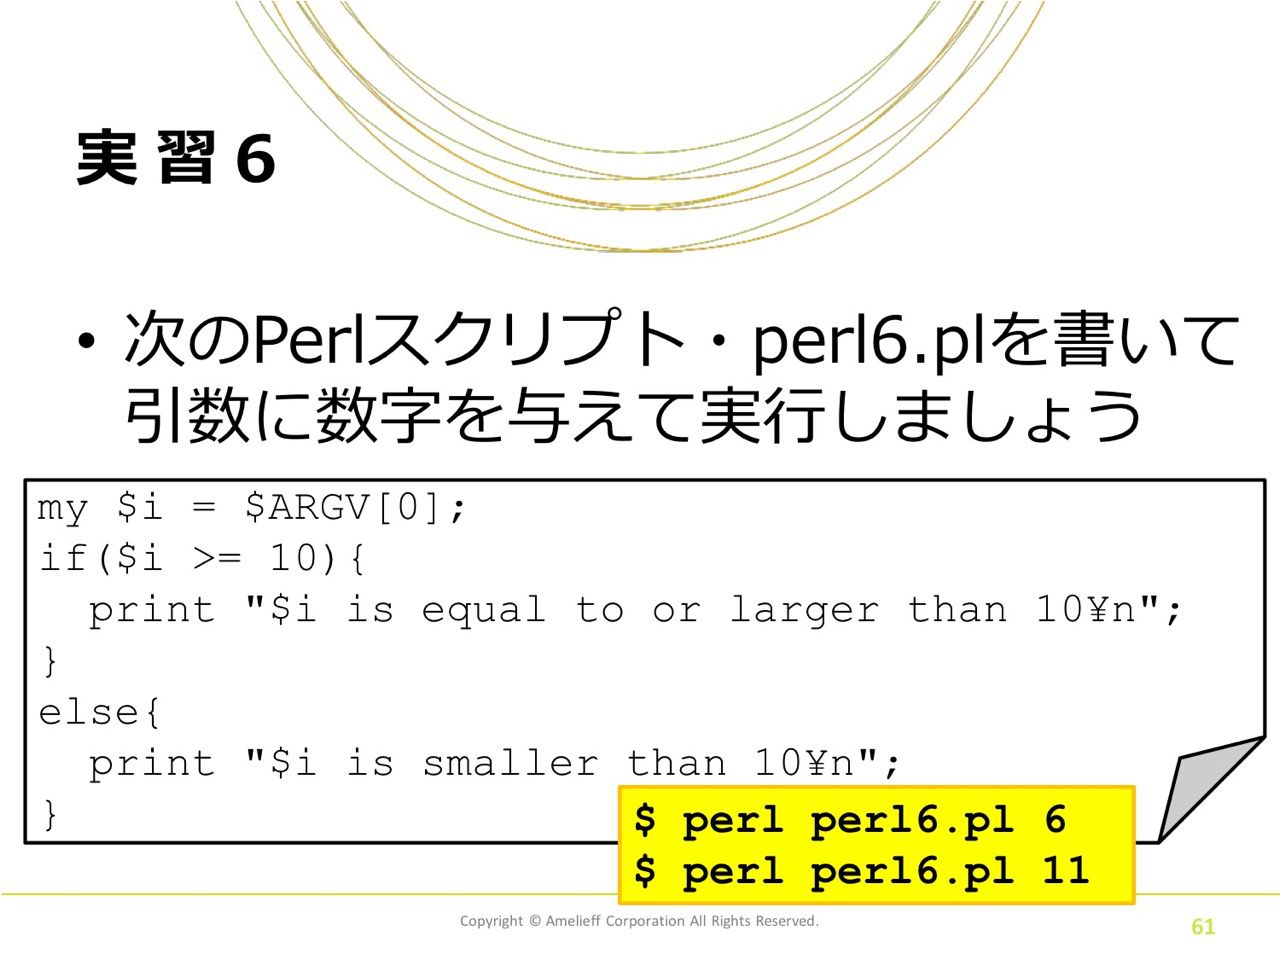 実習６
• 次のPerlスクリプト・perl6.plを書いて
引数に数字を与えて実行しましょう
my $i = $ARGV[0];
if($i >= 10){
  print "$i is equal to or larger than 10¥n";
}
else{
  print "$i is smaller than 10¥n";
}
$ perl perl6.pl 6
$ perl perl6.pl 11
Copyright © Amelieff Corporation All Rights Reserved.
61